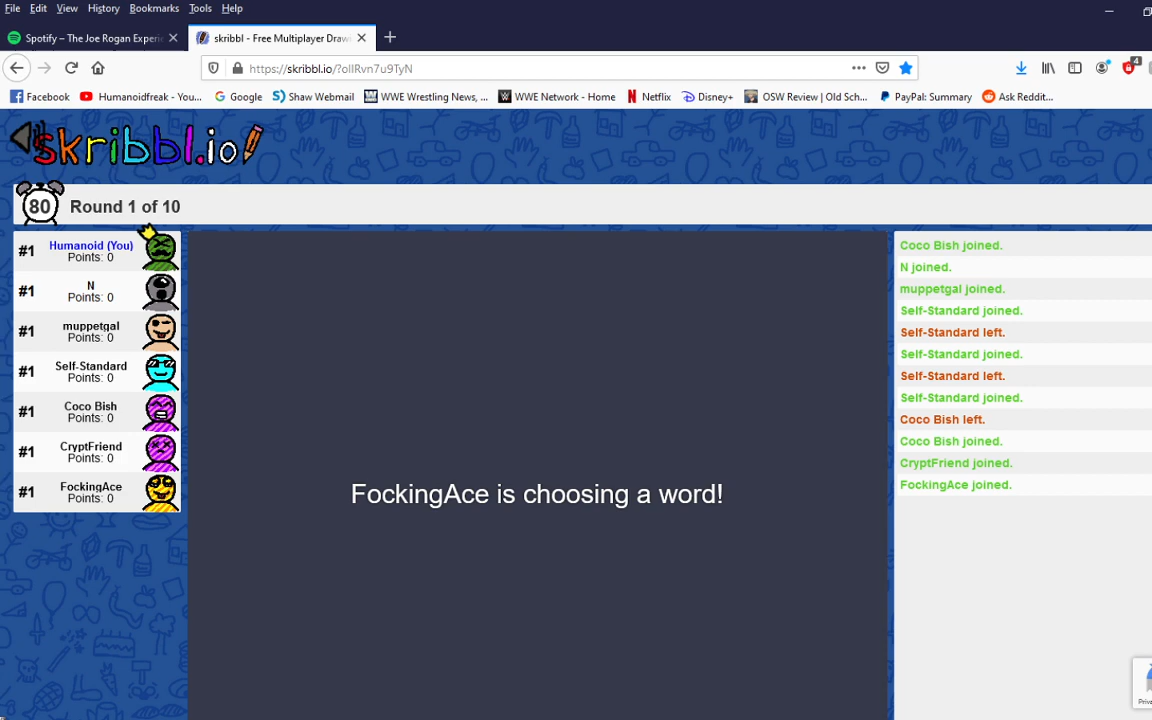 File Edit View History Bookmarks Tools Help
Spotify – The Joe Rogan Experi
skribbl - Free Multiplayer Draw
https://skribbl.io/?olIRvn7u9TyN
4
Facebook Humanoidfreak - You... Google Shaw Webmail WWE Wrestling News, ... WWE Network - Home Netflix Disney+ OSW Review | Old Sch... PayPal: Summary Ask Reddit...
skribbl.io
80 Round 1 of 10
#1 Humanoid (You)
Points: 0
#1 N
Points: 0
#1 muppetgal
Points: 0
#1 Self-Standard
Points: 0
#1 Coco Bish
Points: 0
#1 CryptFriend
Points: 0
#1 FockingAce
Points: 0
FockingAce is choosing a word!
Coco Bish joined.
N joined.
muppetgal joined.
Self-Standard joined.
Self-Standard left.
Self-Standard joined.
Self-Standard left.
Self-Standard joined.
Coco Bish left.
Coco Bish joined.
CryptFriend joined.
FockingAce joined.
Priva